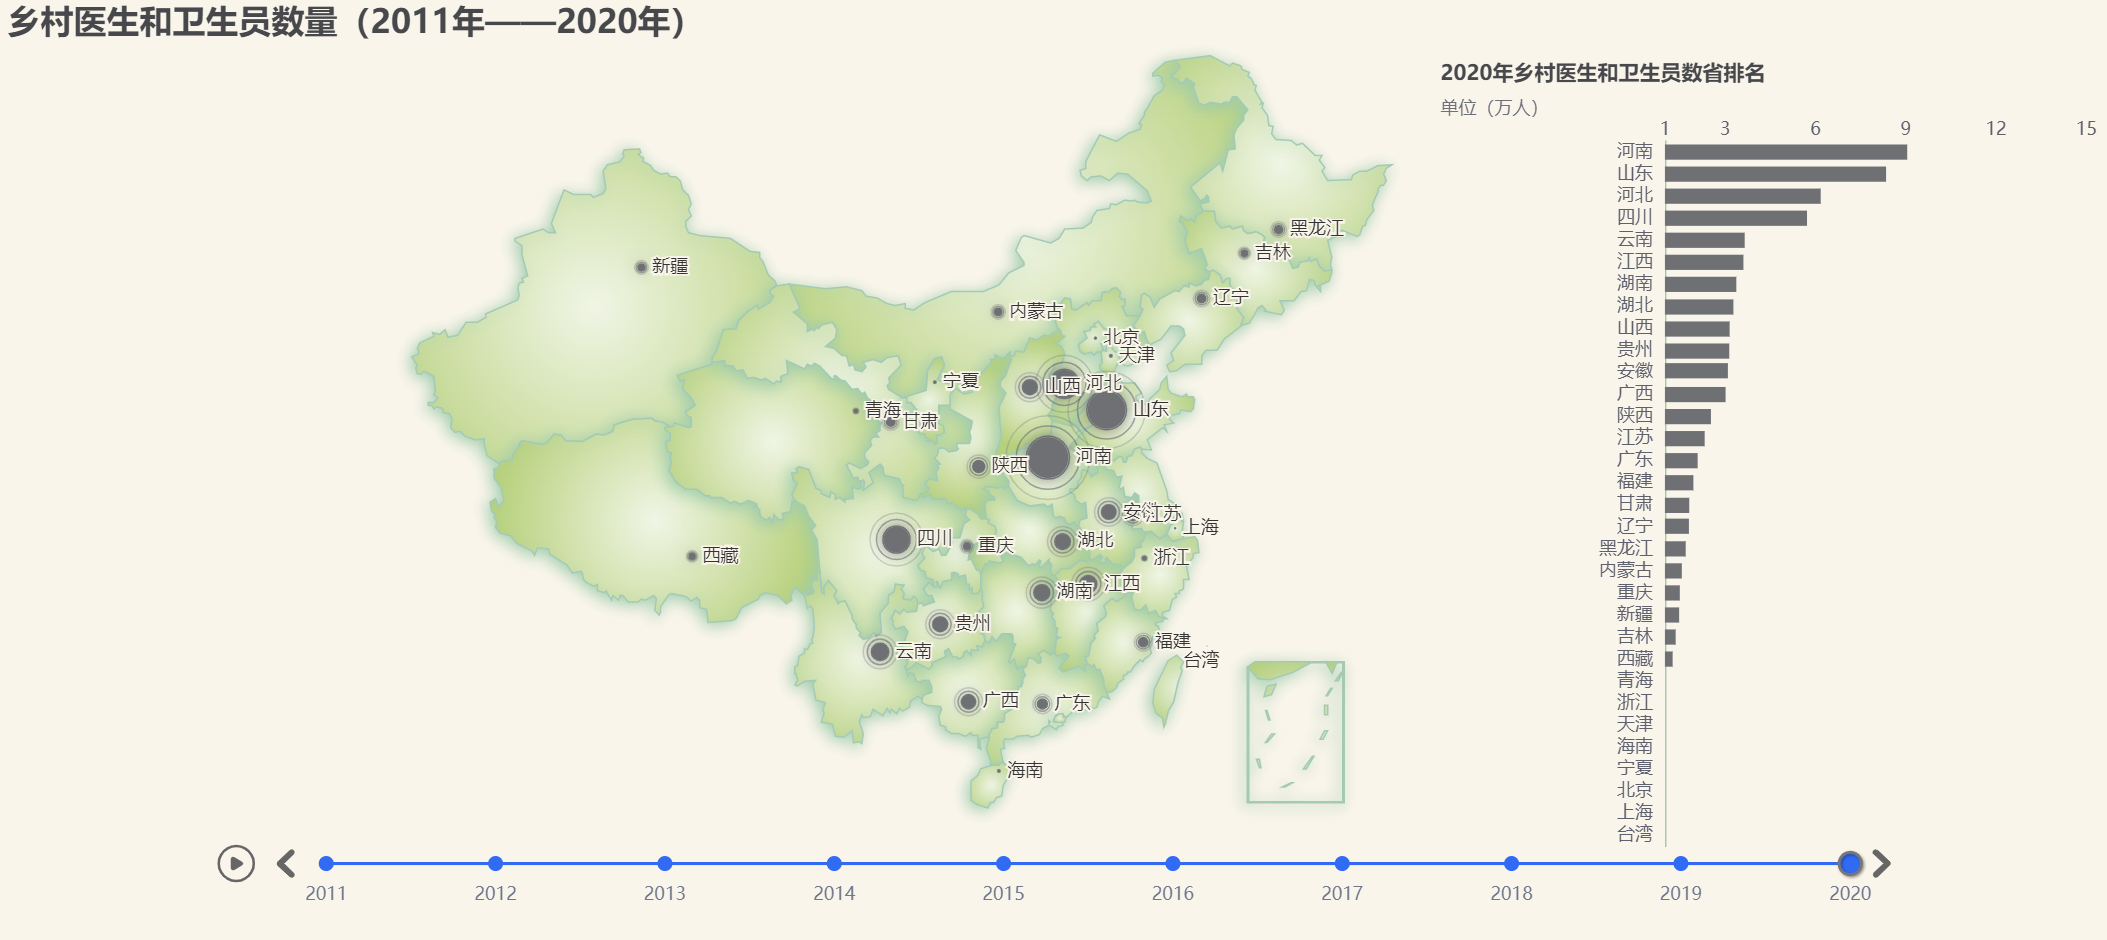 乡村医生和卫生员数量（2011年——2020年）
2020年乡村医生和卫生员数省排名
单位（万人）
1 3 6 9 12 15
河南
山东
河北
四川
云南
江西
湖南
湖北
山西
贵州
安徽
广西
陕西
江苏
广东
福建
甘肃
辽宁
黑龙江
内蒙古
重庆
新疆
吉林
西藏
青海
浙江
天津
海南
宁夏
北京
上海
台湾
黑龙江
吉林
新疆
辽宁
内蒙古
北京
天津
宁夏
山西
河北
青海
甘肃
山东
河南
陕西
安徽
江苏
上海
四川
重庆
湖北
西藏
浙江
湖南
江西
贵州
福建
云南
台湾
广西
广东
海南
2011 2012 2013 2014 2015 2016 2017 2018 2019 2020